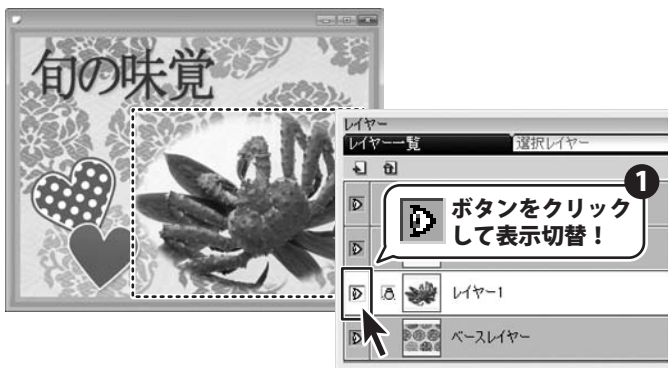 旬の味覚
レイヤー
レイヤー一覧
選択レイヤー
1
ボタンをクリック
して表示切替！
レイヤー1
ベースレイヤー